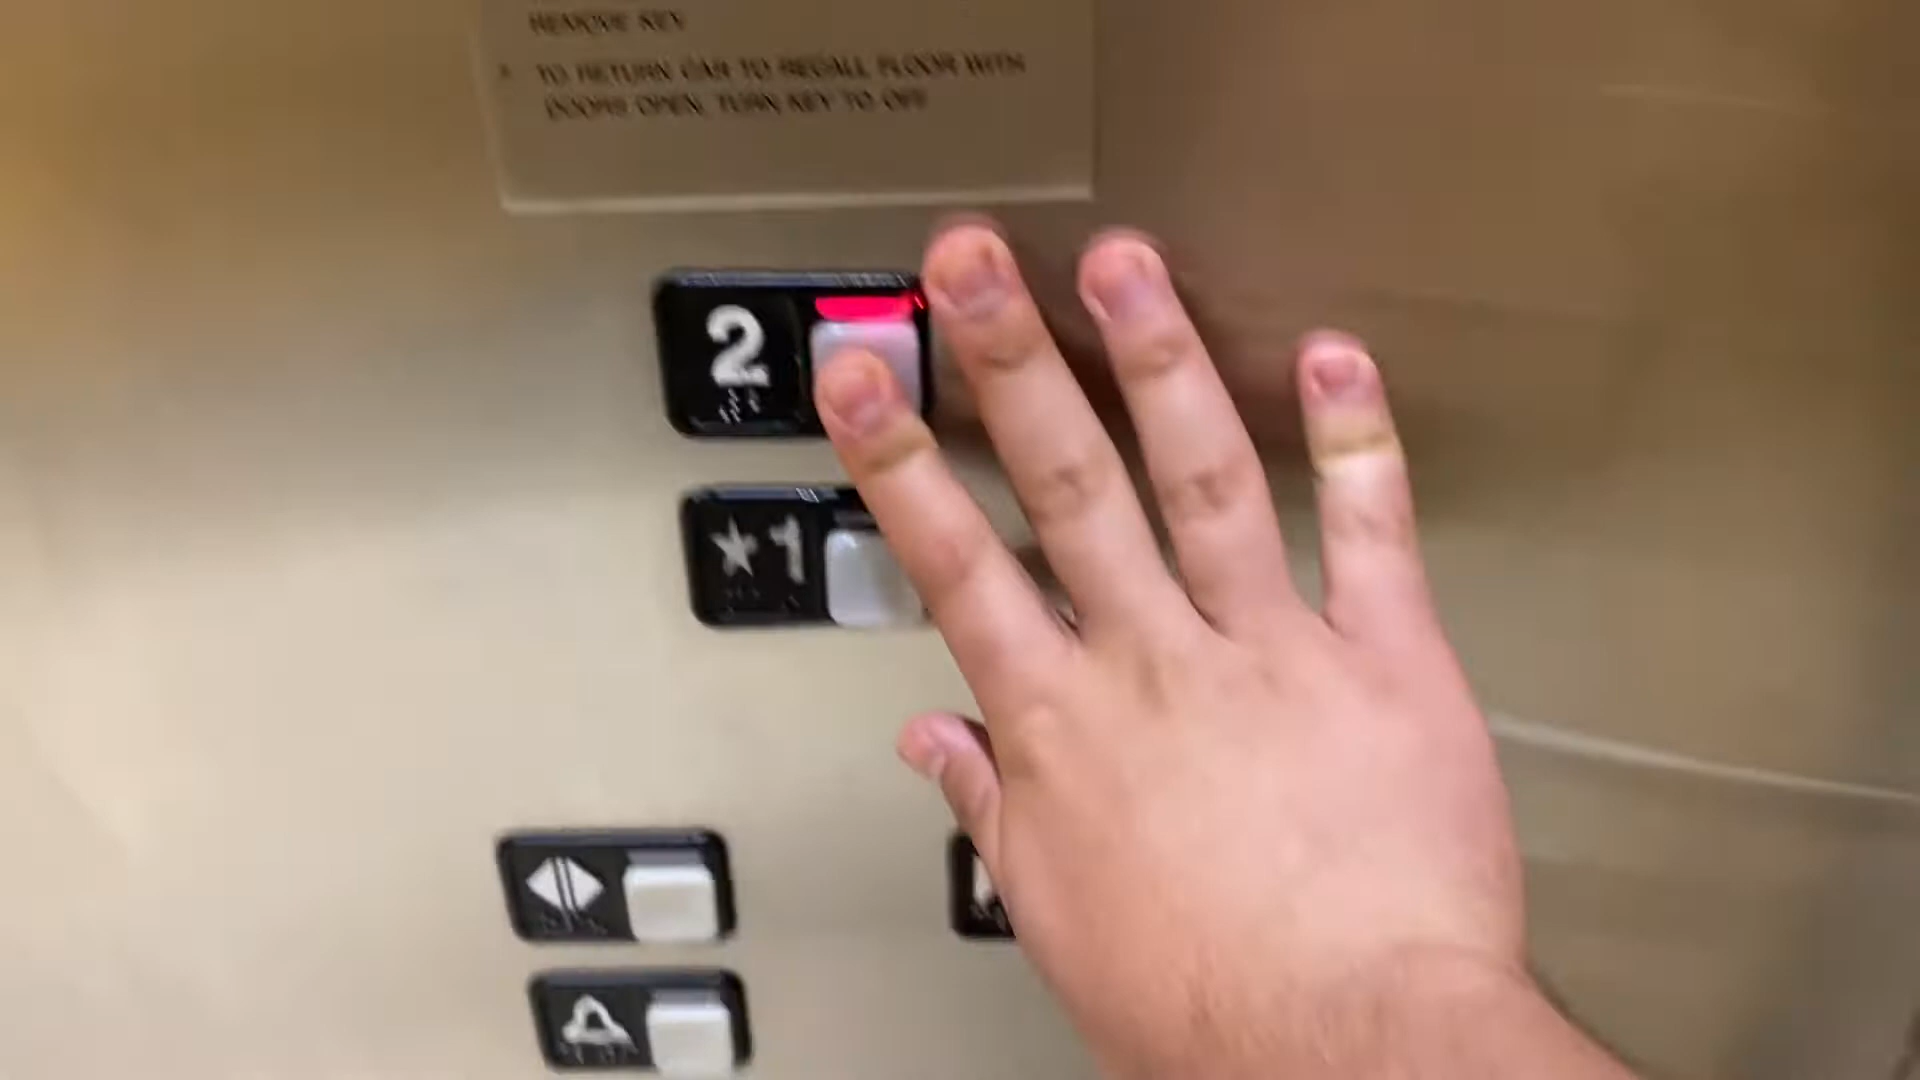 REMOVE KEY
TO RETURN CAR TO RECALL FLOOR WITH
DOORS OPEN, TURN KEY TO OFF
2
★ 1